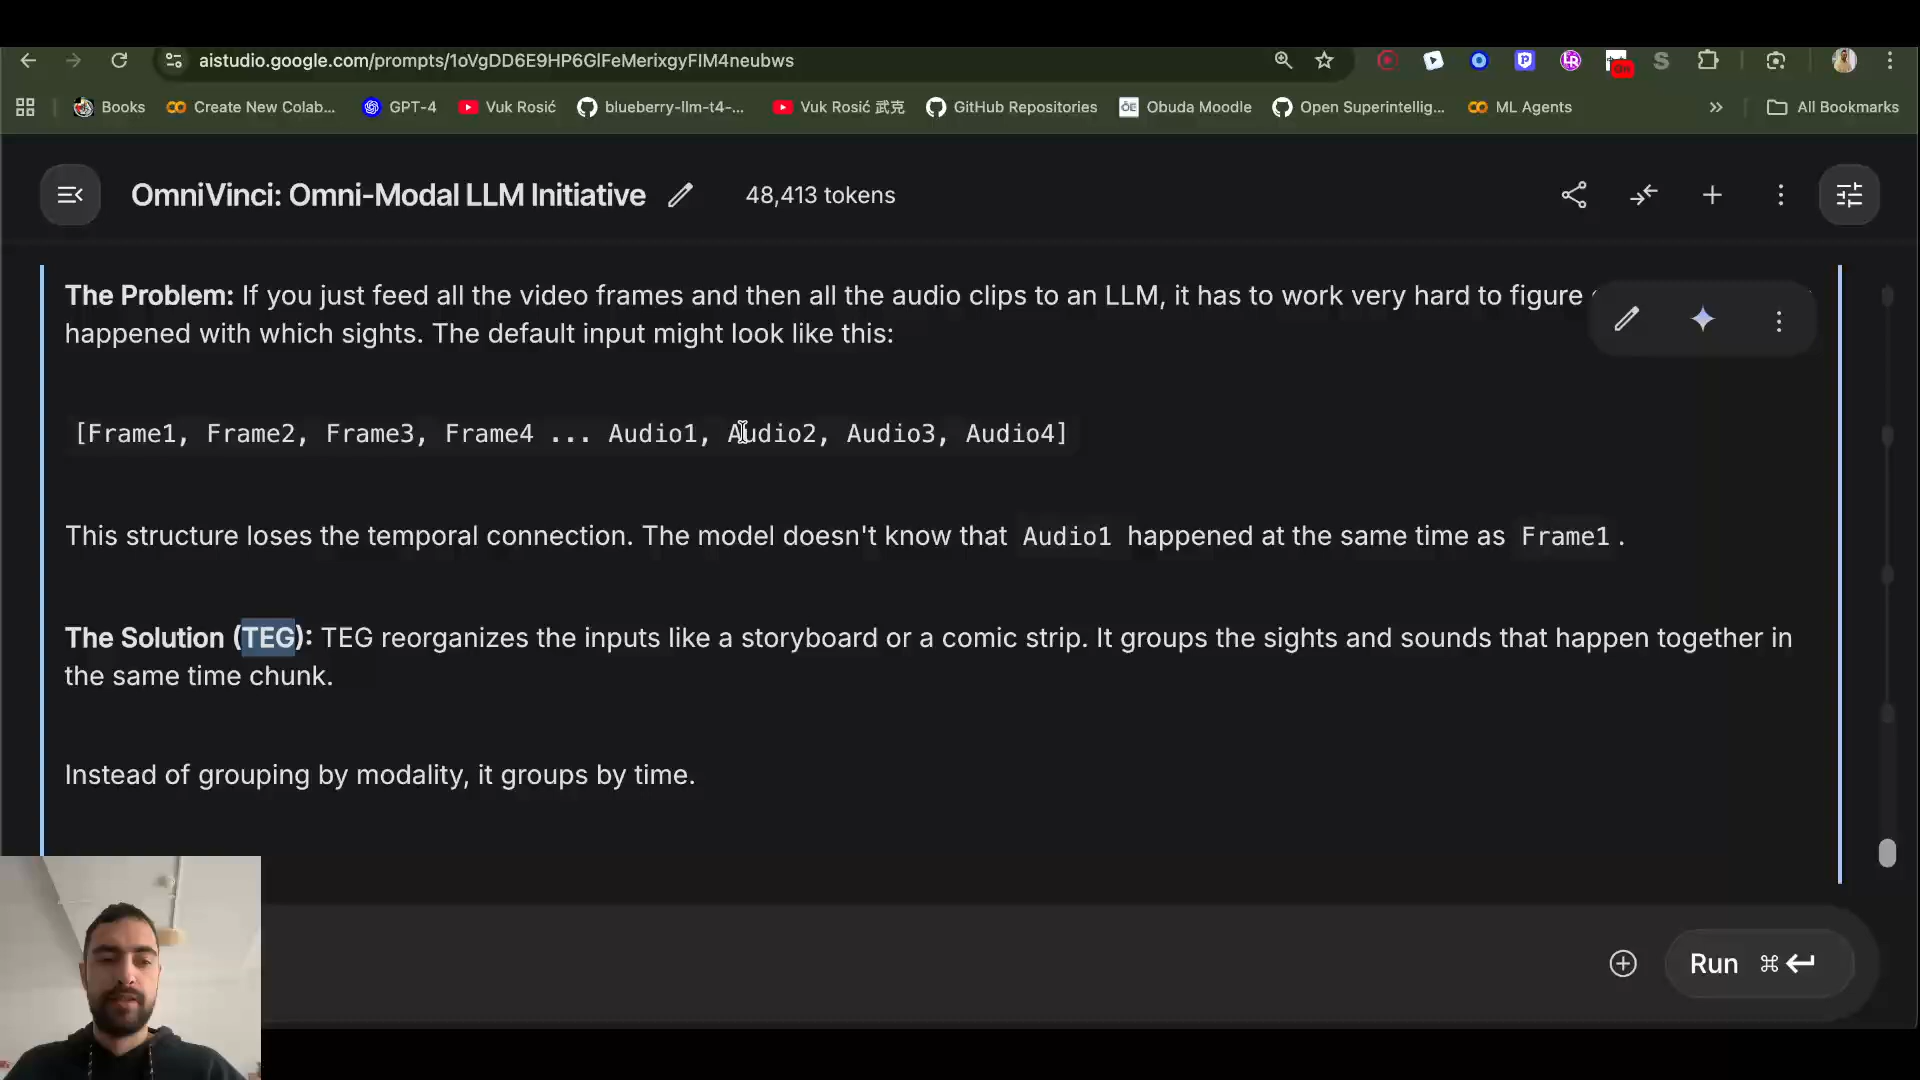 aistudio.google.com/prompts/1oVgDD6E9HP6GlFeMerixgyFIM4neubws
On
Books
Create New Colab...
GPT-4
Vuk Rosić
blueberry-llm-t4-...
Vuk Rosić 武克
GitHub Repositories
Obuda Moodle
Open Superintellig...
ML Agents
All Bookmarks
OmniVinci: Omni-Modal LLM Initiative
48,413 tokens
The Problem: If you just feed all the video frames and then all the audio clips to an LLM, it has to work very hard to figure
happened with which sights. The default input might look like this:
[Frame1, Frame2, Frame3, Frame4 ... Audio1, Audio2, Audio3, Audio4]
This structure loses the temporal connection. The model doesn't know that Audio1 happened at the same time as Frame1.
The Solution (TEG): TEG reorganizes the inputs like a storyboard or a comic strip. It groups the sights and sounds that happen together in
the same time chunk.
Instead of grouping by modality, it groups by time.
Run ⌘↵